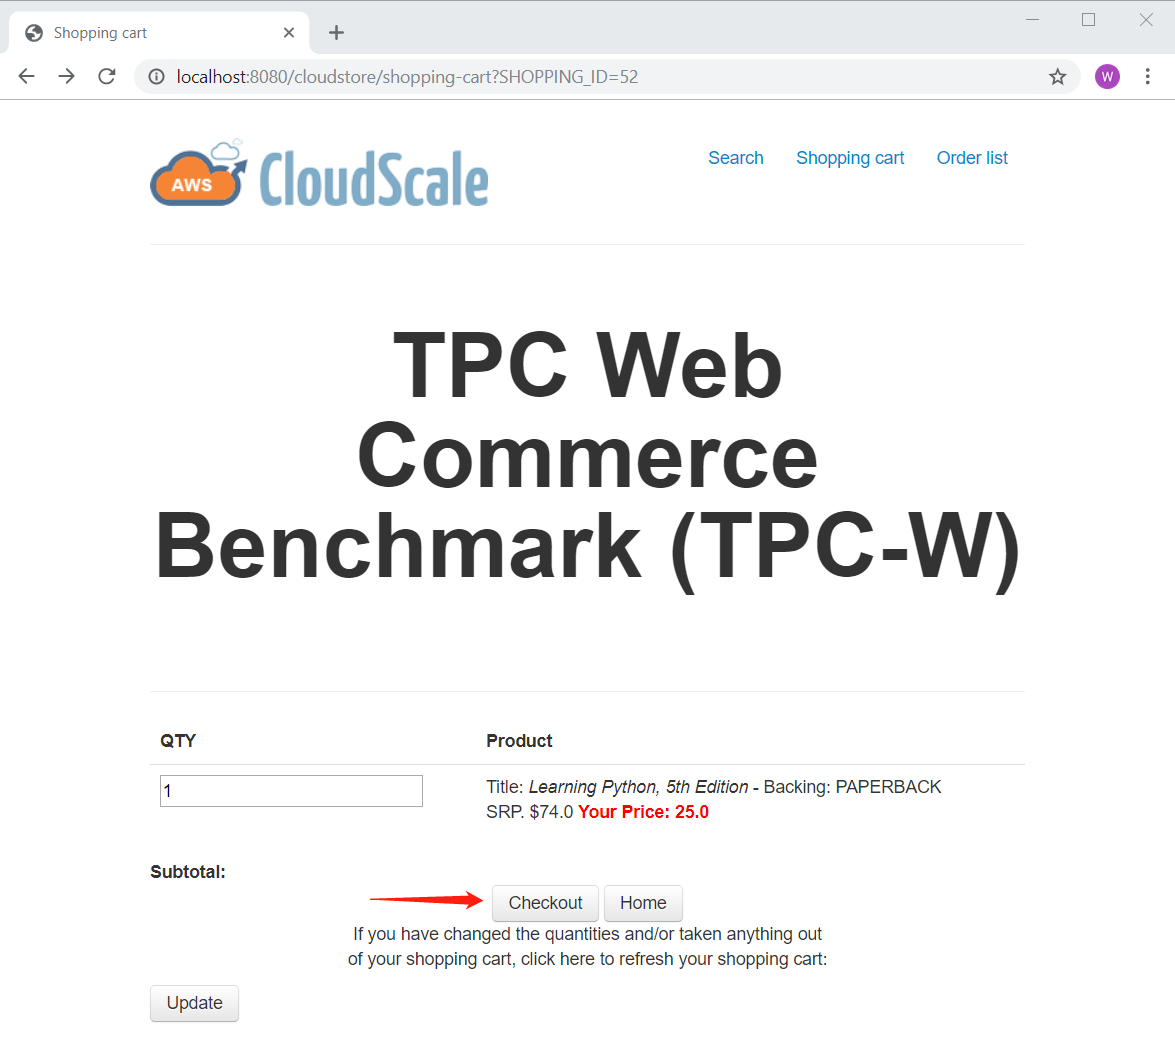 Shopping cart
localhost:8080/cloudstore/shopping-cart?SHOPPING_ID=52
W
AWS CloudScale
Search Shopping cart Order list
TPC Web
Commerce
Benchmark (TPC-W)
QTY Product
1 Title: Learning Python, 5th Edition - Backing: PAPERBACK
SRP. $74.0 Your Price: 25.0
Subtotal:
Checkout Home
If you have changed the quantities and/or taken anything out
of your shopping cart, click here to refresh your shopping cart:
Update